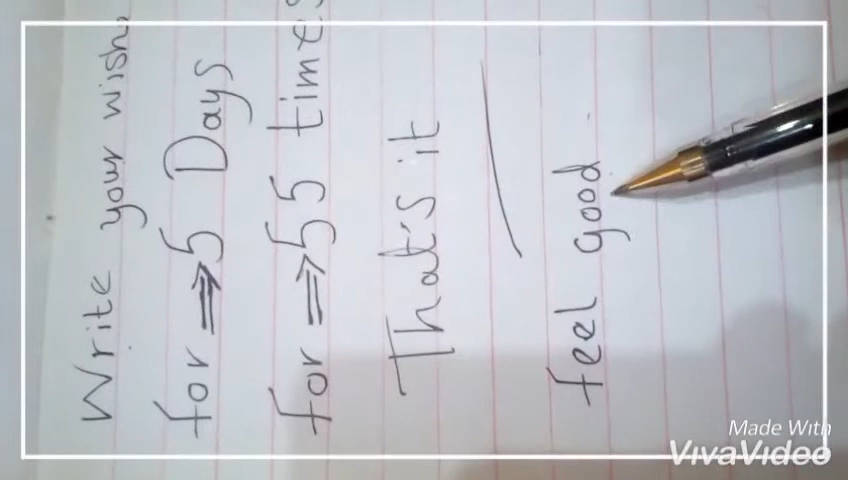 Write your wish.
for ⇒ 5 Days
for ⇒ 55 times
That's it
feel good.
Made With
VivaVideo